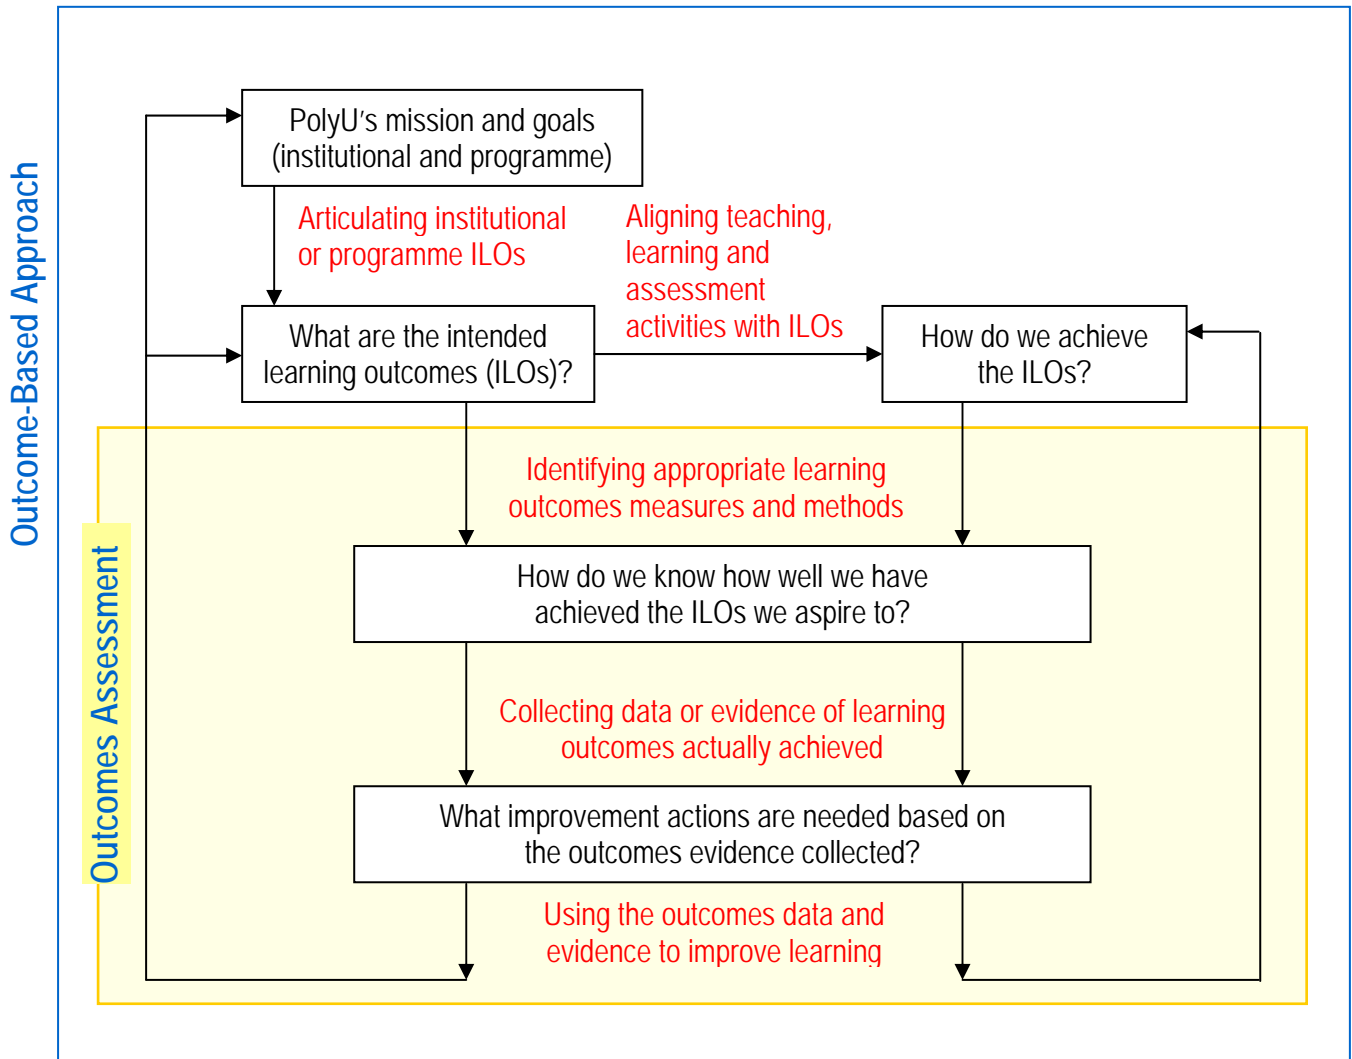 Outcome-Based Approach
PolyU's mission and goals
(institutional and programme)
Articulating institutional
or programme ILOs
Aligning teaching,
learning and
assessment
activities with ILOs
What are the intended
learning outcomes (ILOs)?
How do we achieve
the ILOs?
Outcomes Assessment
Identifying appropriate learning
outcomes measures and methods
How do we know how well we have
achieved the ILOs we aspire to?
Collecting data or evidence of learning
outcomes actually achieved
What improvement actions are needed based on
the outcomes evidence collected?
Using the outcomes data and
evidence to improve learning